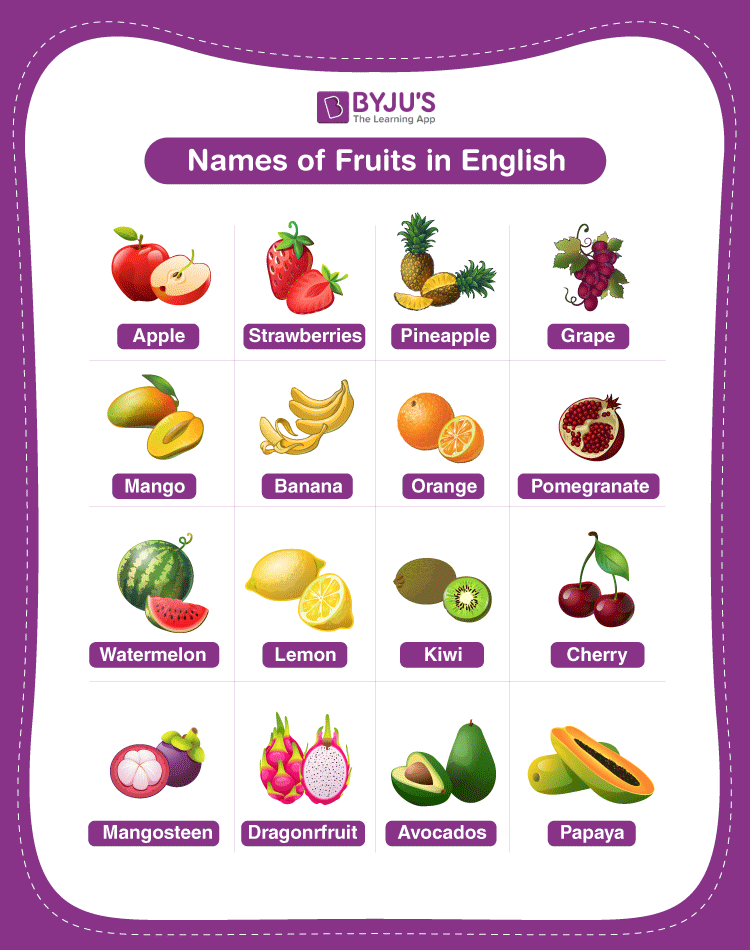 BYJU'S
The Learning App
Names of Fruits in English
Apple Strawberries Pineapple Grape
Mango Banana Orange Pomegranate
Watermelon Lemon Kiwi Cherry
Mangosteen Dragonrfruit Avocados Papaya